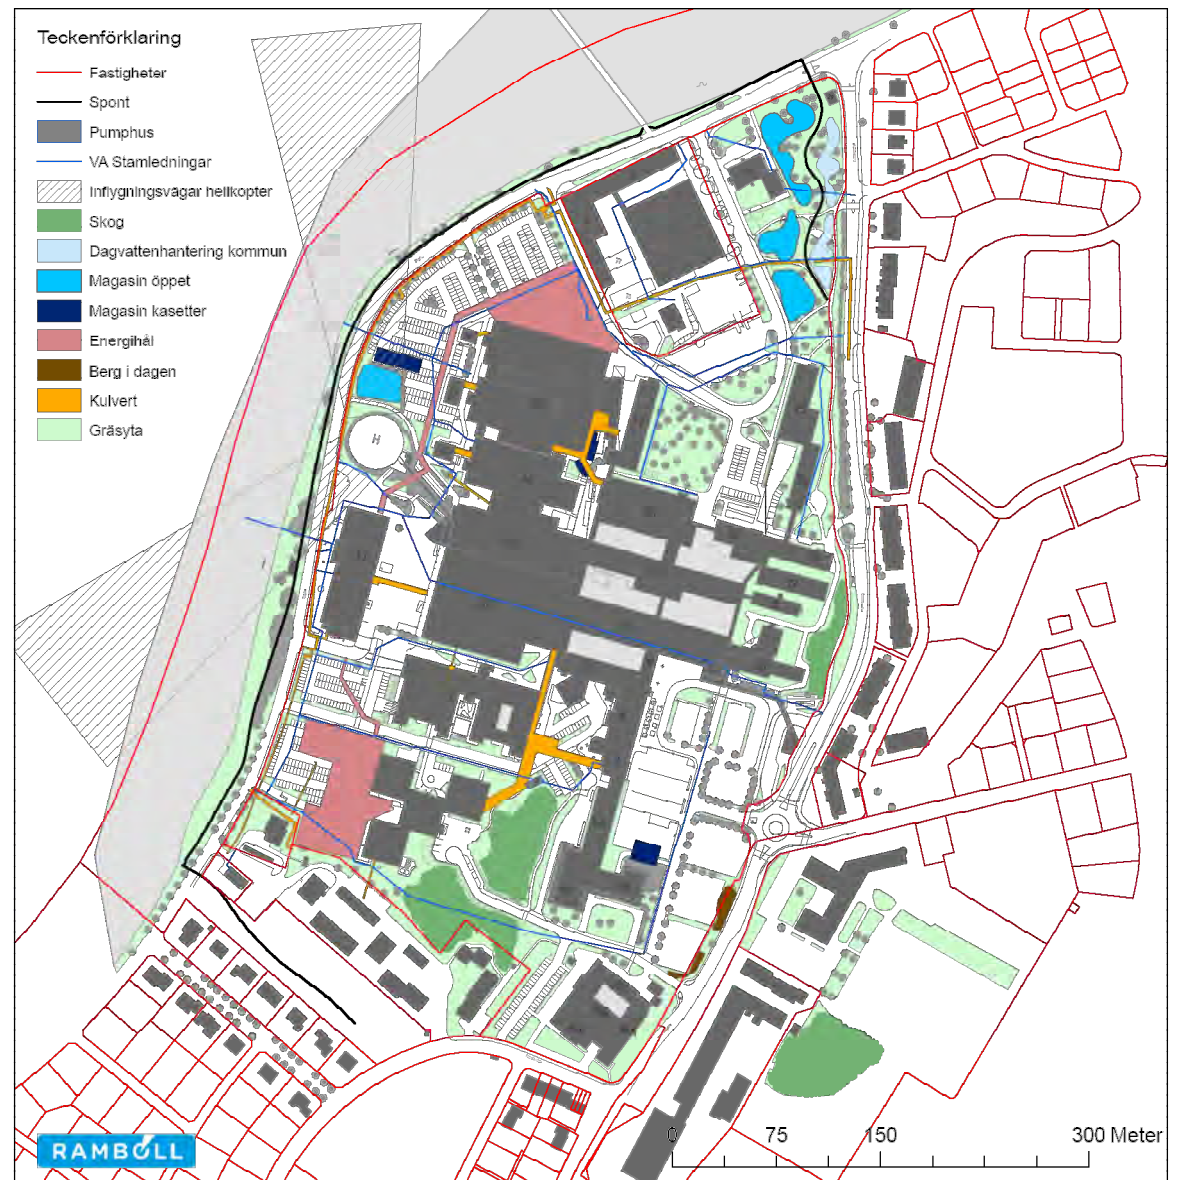 Teckenförklaring
Fastigheter
Spont
Pumphus
VA Stamledningar
Inflygningsvägar helikopter
Skog
Dagvattenhantering kommun
Magasin öppet
Magasin kasetter
Energihål
Berg i dagen
Kulvert
Gräsyta
H
RAMBOLL
0 75 150 300 Meter